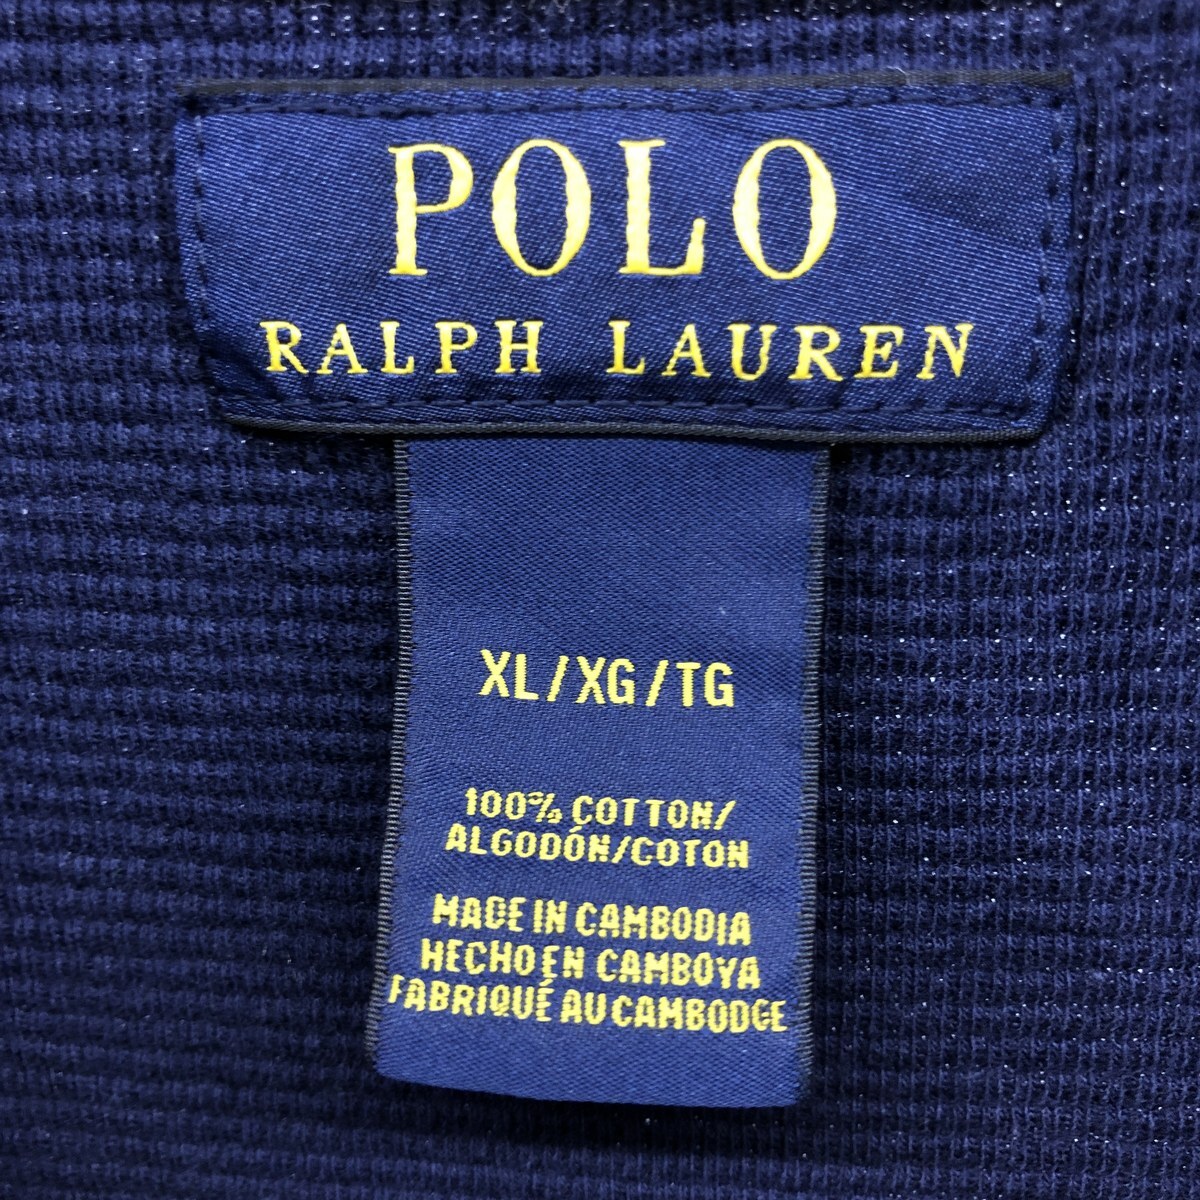 POLO
RALPH LAUREN
XL/XG/TG
100% COTTON/
ALGODÓN/COTON
MADE IN CAMBODIA
HECHO EN CAMBOYA
FABRIQUÉ AU CAMBODGE